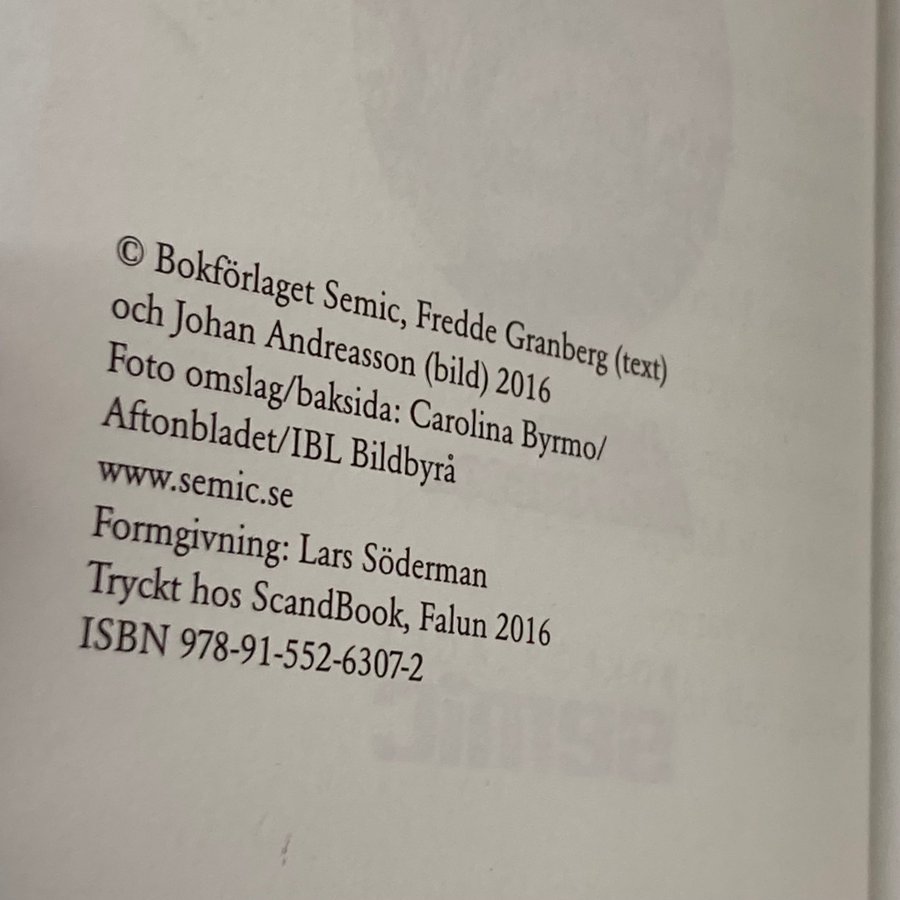 © Bokförlaget Semic, Fredde Granberg (text)
och Johan Andreasson (bild) 2016
Foto omslag/baksida: Carolina Byrmo/
Aftonbladet/IBL Bildbyrå
www.semic.se
Formgivning: Lars Söderman
Tryckt hos ScandBook, Falun 2016
ISBN 978-91-552-6307-2
semic